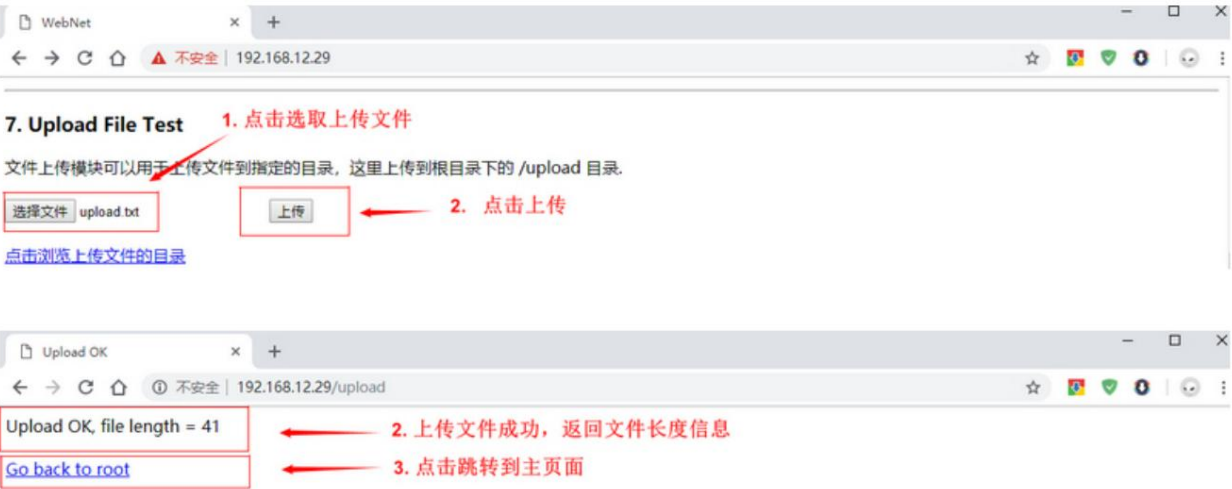 WebNet
不安全 | 192.168.12.29
7. Upload File Test
1. 点击选取上传文件
文件上传模块可以用于上传文件到指定的目录，这里上传到根目录下的 /upload 目录.
选择文件 upload.txt 上传
2. 点击上传
点击浏览上传文件的目录
Upload OK
不安全 | 192.168.12.29/upload
Upload OK, file length = 41
2. 上传文件成功，返回文件长度信息
Go back to root
3. 点击跳转到主页面